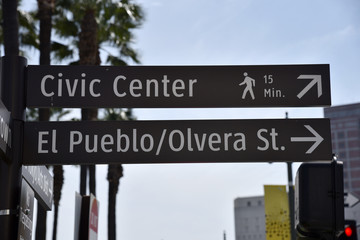 Civic Center 15 Min.
El Pueblo/Olvera St.